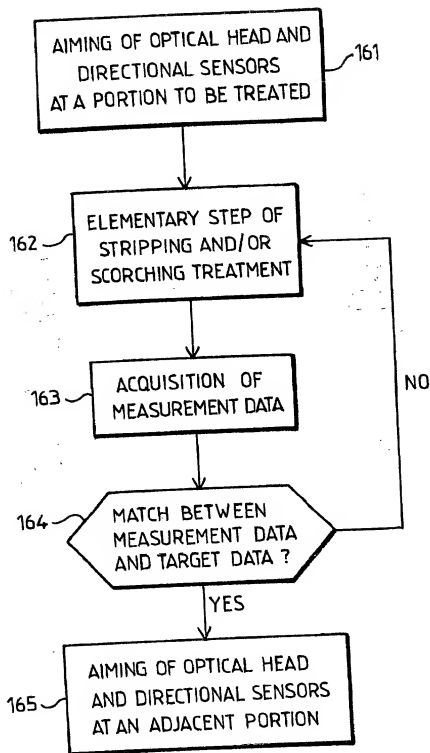 AIMING OF OPTICAL HEAD AND
DIRECTIONAL SENSORS
AT A PORTION TO BE TREATED
161
162
ELEMENTARY STEP OF
STRIPPING AND/OR
SCORCHING TREATMENT
163
ACQUISITION OF
MEASUREMENT DATA
NO
164
MATCH BETWEEN
MEASUREMENT DATA
AND TARGET DATA ?
YES
165
AIMING OF OPTICAL HEAD
AND DIRECTIONAL SENSORS
AT AN ADJACENT PORTION